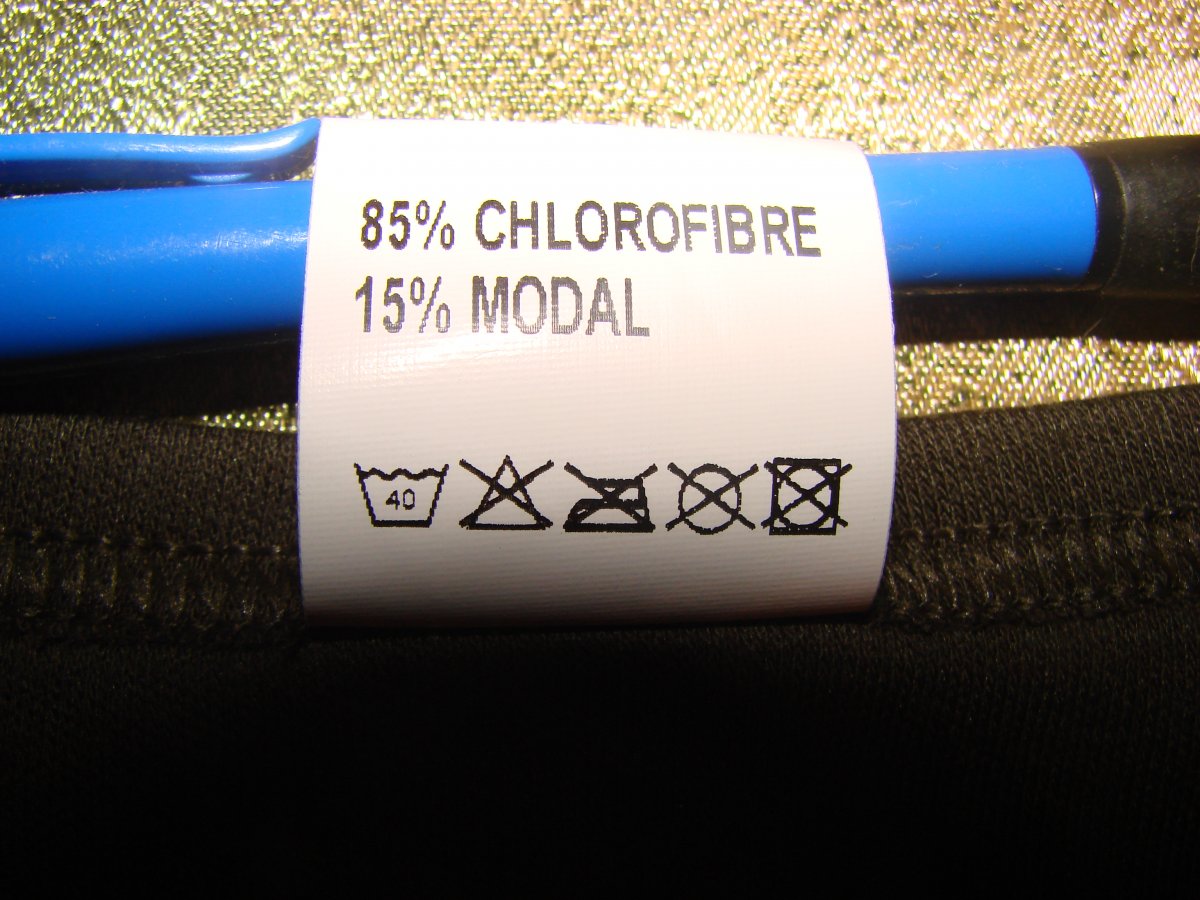 85% CHLOROFIBRE
15% MODAL
40